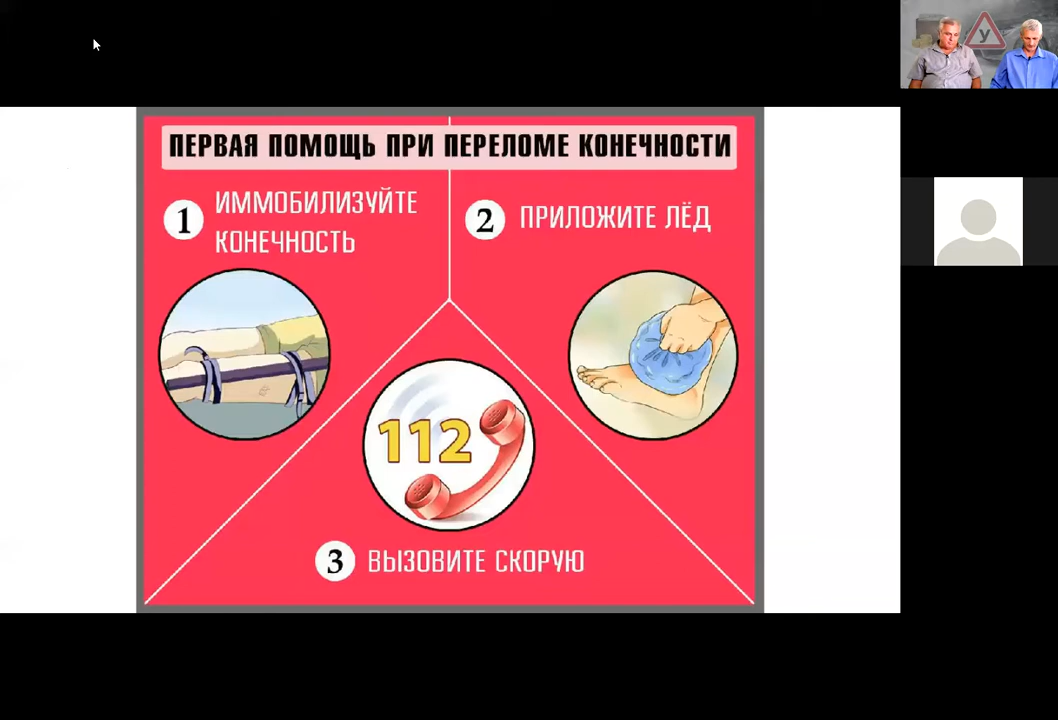 ПЕРВАЯ ПОМОЩЬ ПРИ ПЕРЕЛОМЕ КОНЕЧНОСТИ
1 ИММОБИЛИЗУЙТЕ
КОНЕЧНОСТЬ
2 ПРИЛОЖИТЕ ЛЁД
112
3 ВЫЗОВИТЕ СКОРУЮ
У